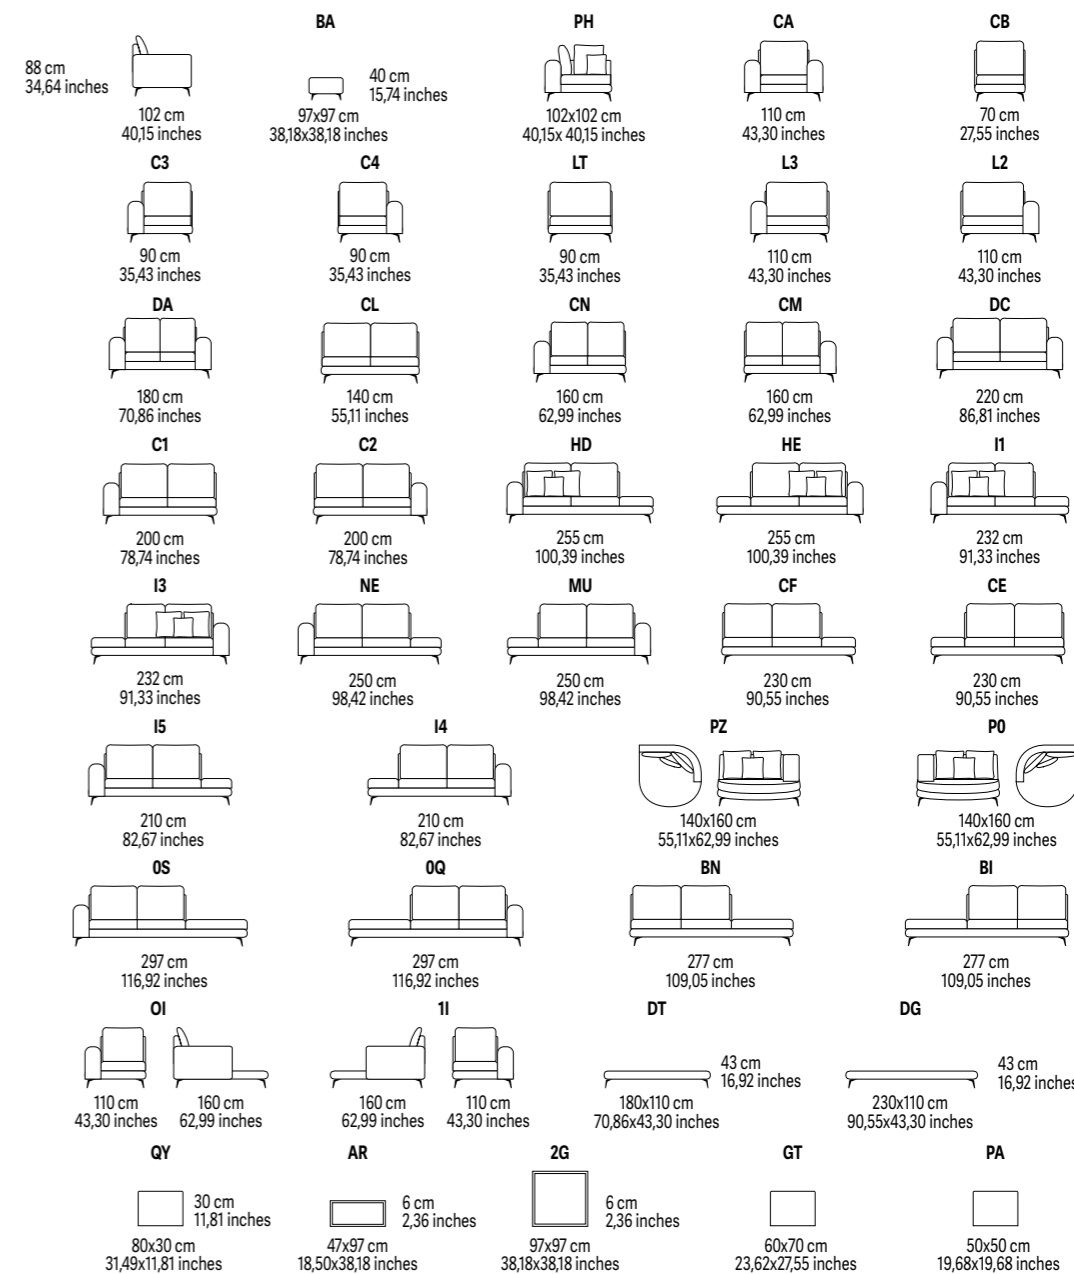 BA
PH
CA
CB
88 cm
34,64 inches
40 cm
15,74 inches
102 cm
40,15 inches
97x97 cm
38,18x38,18 inches
102x102 cm
40,15x 40,15 inches
110 cm
43,30 inches
70 cm
27,55 inches
C3
C4
LT
L3
L2
90 cm
35,43 inches
90 cm
35,43 inches
90 cm
35,43 inches
110 cm
43,30 inches
110 cm
43,30 inches
DA
CL
CN
CM
DC
180 cm
70,86 inches
140 cm
55,11 inches
160 cm
62,99 inches
160 cm
62,99 inches
220 cm
86,81 inches
C1
C2
HD
HE
I1
200 cm
78,74 inches
200 cm
78,74 inches
255 cm
100,39 inches
255 cm
100,39 inches
232 cm
91,33 inches
I3
NE
MU
CF
CE
232 cm
91,33 inches
250 cm
98,42 inches
250 cm
98,42 inches
230 cm
90,55 inches
230 cm
90,55 inches
I5
I4
PZ
P0
210 cm
82,67 inches
210 cm
82,67 inches
140x160 cm
55,11x62,99 inches
140x160 cm
55,11x62,99 inches
0S
0Q
BN
BI
297 cm
116,92 inches
297 cm
116,92 inches
277 cm
109,05 inches
277 cm
109,05 inches
OI
1I
DT
DG
43 cm
16,92 inches
43 cm
16,92 inches
110 cm
43,30 inches
160 cm
62,99 inches
160 cm
62,99 inches
110 cm
43,30 inches
180x110 cm
70,86x43,30 inches
230x110 cm
90,55x43,30 inches
QY
AR
2G
GT
PA
30 cm
11,81 inches
6 cm
2,36 inches
6 cm
2,36 inches
80x30 cm
31,49x11,81 inches
47x97 cm
18,50x38,18 inches
97x97 cm
38,18x38,18 inches
60x70 cm
23,62x27,55 inches
50x50 cm
19,68x19,68 inches